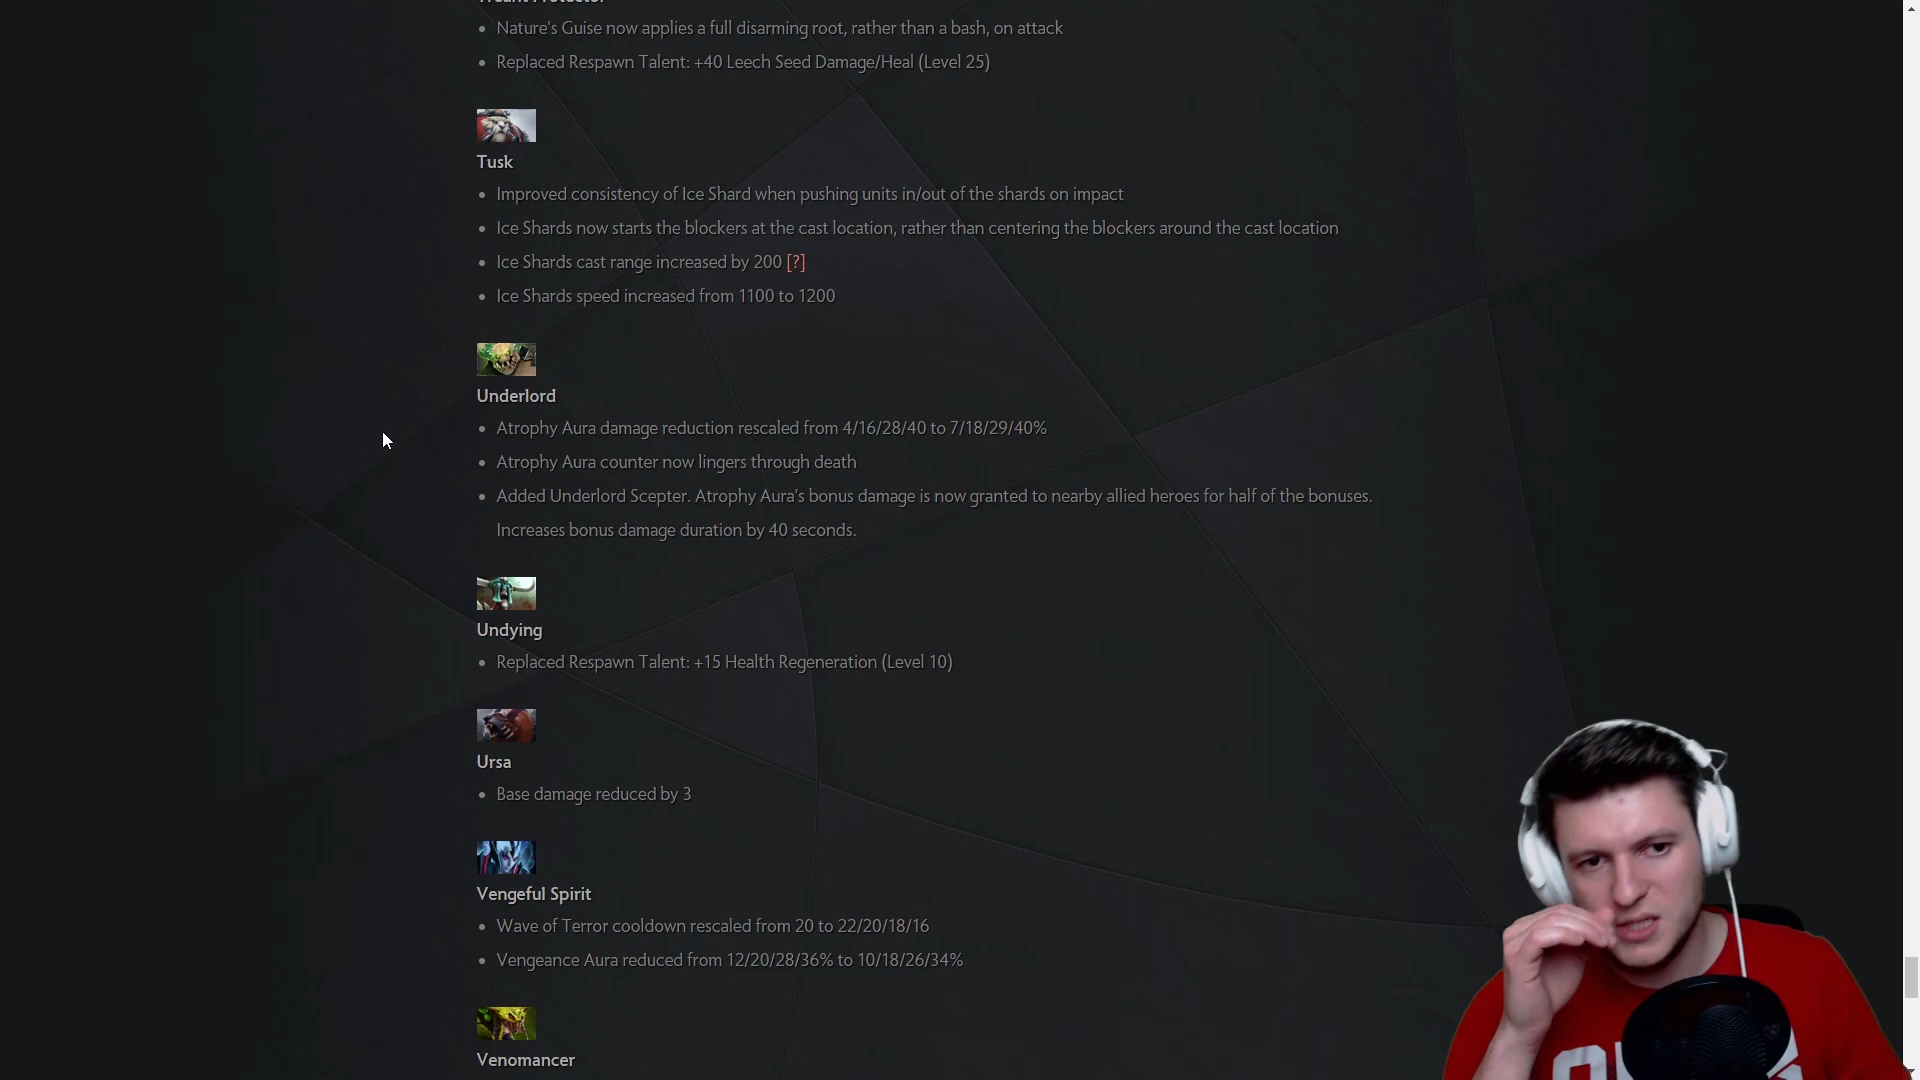 Treant Protector
Nature's Guise now applies a full disarming root, rather than a bash, on attack
Replaced Respawn Talent: +40 Leech Seed Damage/Heal (Level 25)
Tusk
Improved consistency of Ice Shard when pushing units in/out of the shards on impact
Ice Shards now starts the blockers at the cast location, rather than centering the blockers around the cast location
Ice Shards cast range increased by 200 [?]
Ice Shards speed increased from 1100 to 1200
Underlord
Atrophy Aura damage reduction rescaled from 4/16/28/40 to 7/18/29/40%
Atrophy Aura counter now lingers through death
Added Underlord Scepter. Atrophy Aura's bonus damage is now granted to nearby allied heroes for half of the bonuses.
Increases bonus damage duration by 40 seconds.
Undying
Replaced Respawn Talent: +15 Health Regeneration (Level 10)
Ursa
Base damage reduced by 3
Vengeful Spirit
Wave of Terror cooldown rescaled from 20 to 22/20/18/16
Vengeance Aura reduced from 12/20/28/36% to 10/18/26/34%
Venomancer